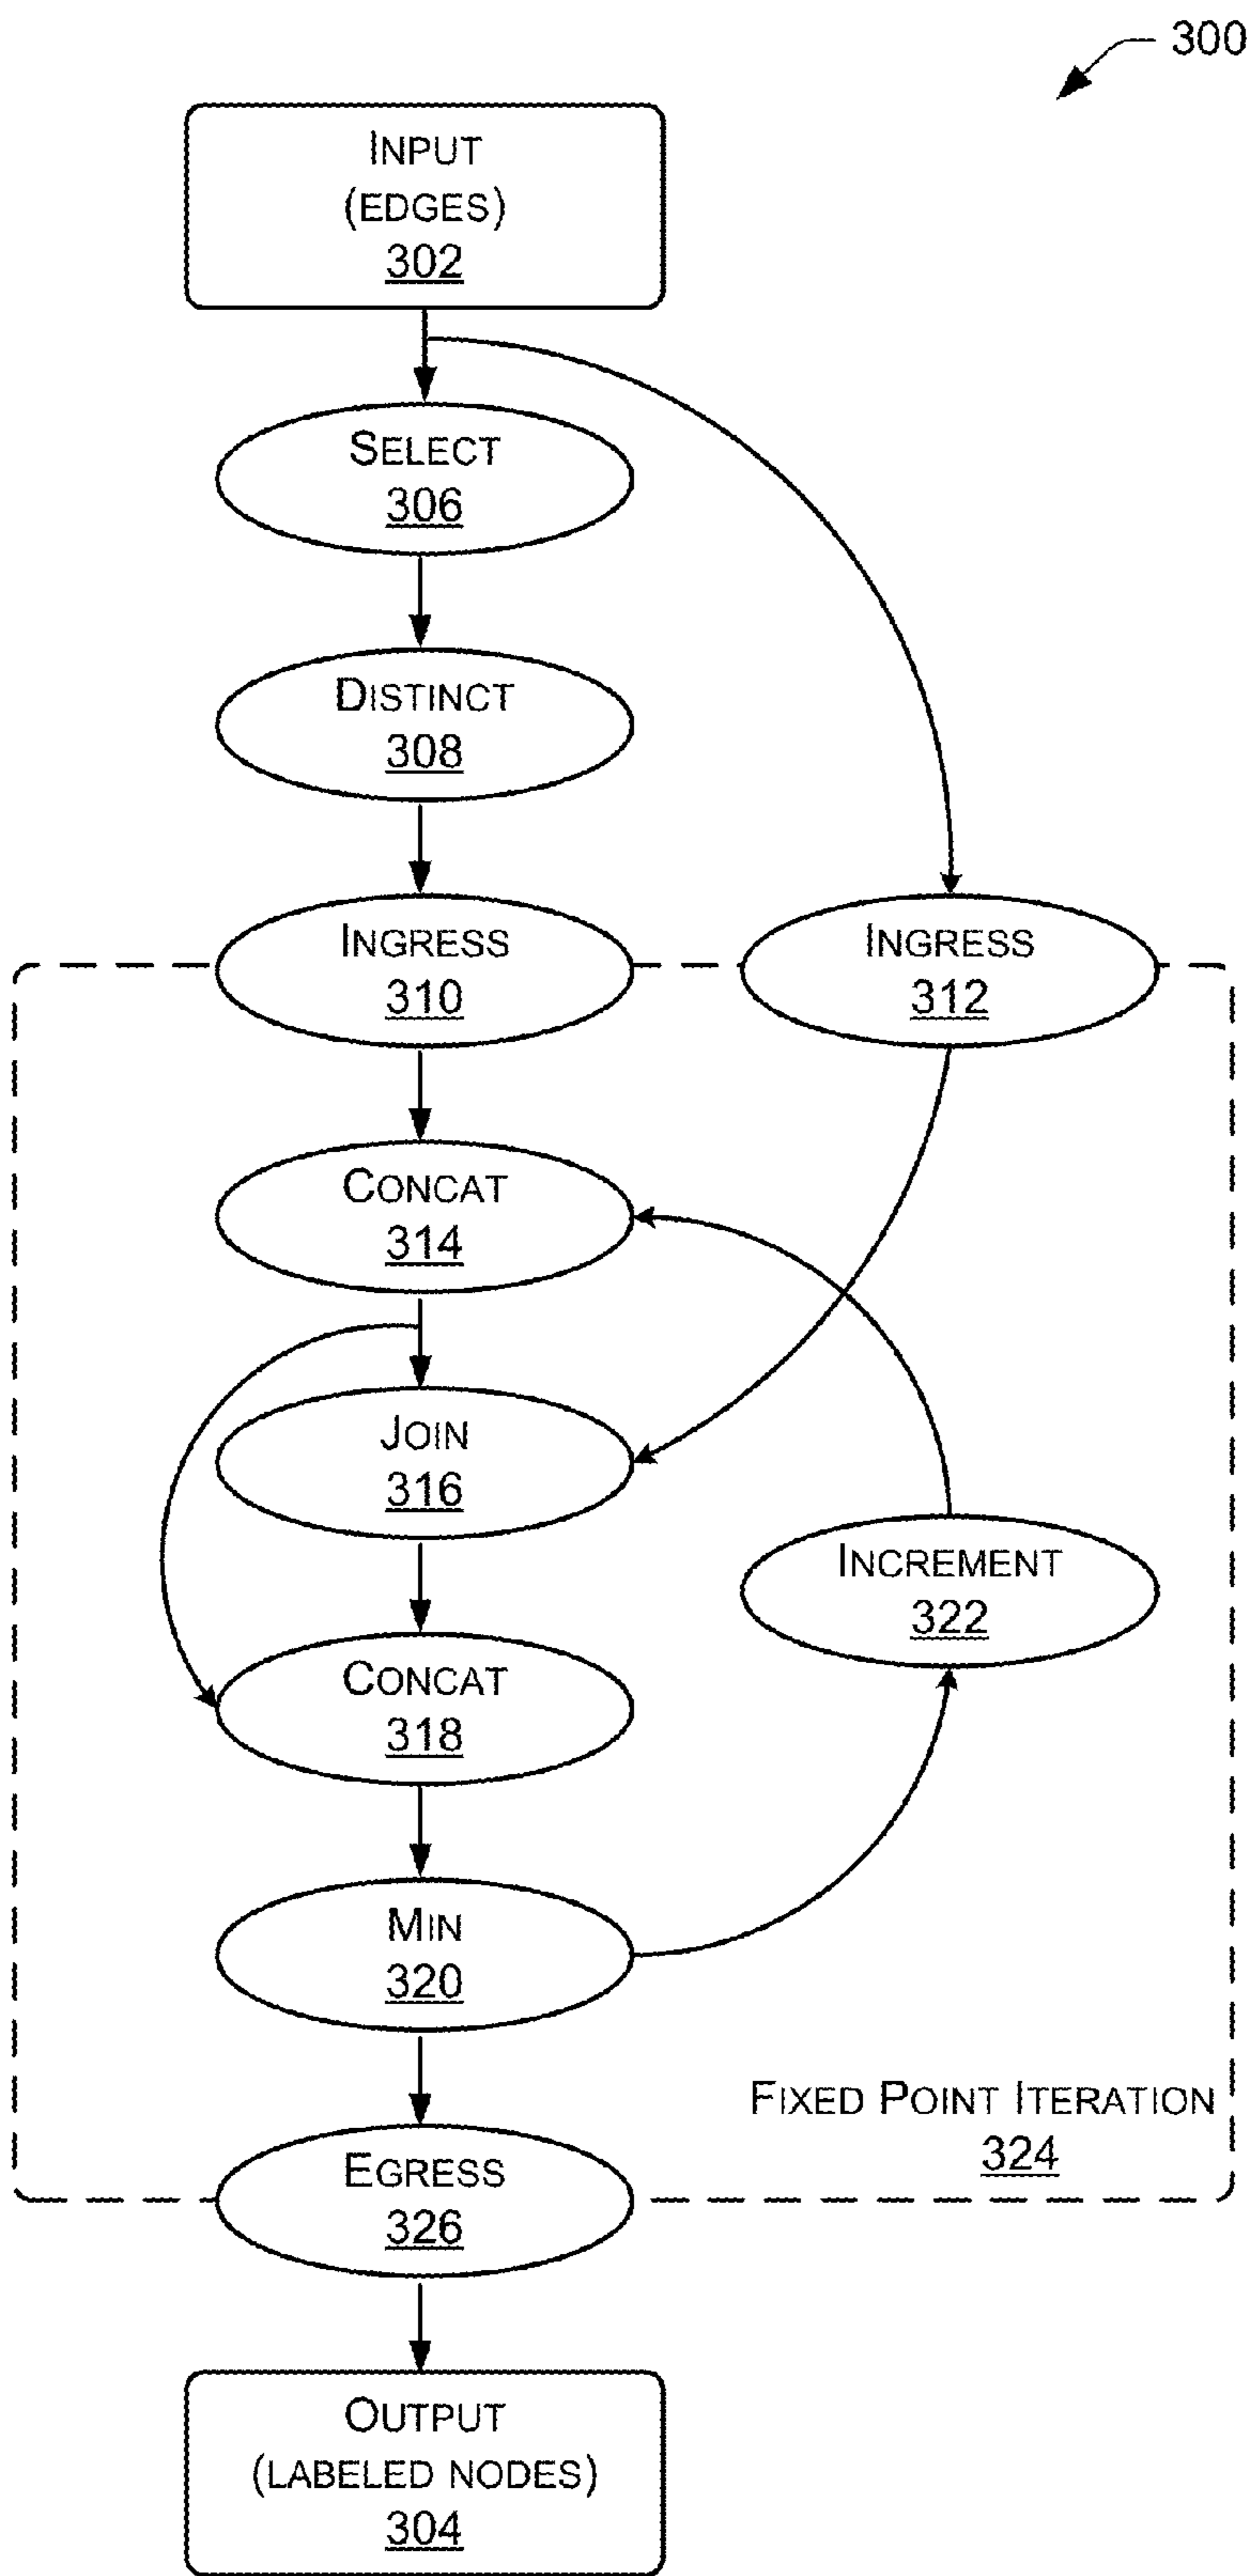 300
INPUT
(EDGES)
302
SELECT
306
DISTINCT
308
INGRESS
310
INGRESS
312
CONCAT
314
JOIN
316
INCREMENT
322
CONCAT
318
MIN
320
FIXED POINT ITERATION
324
EGRESS
326
OUTPUT
(LABELED NODES)
304